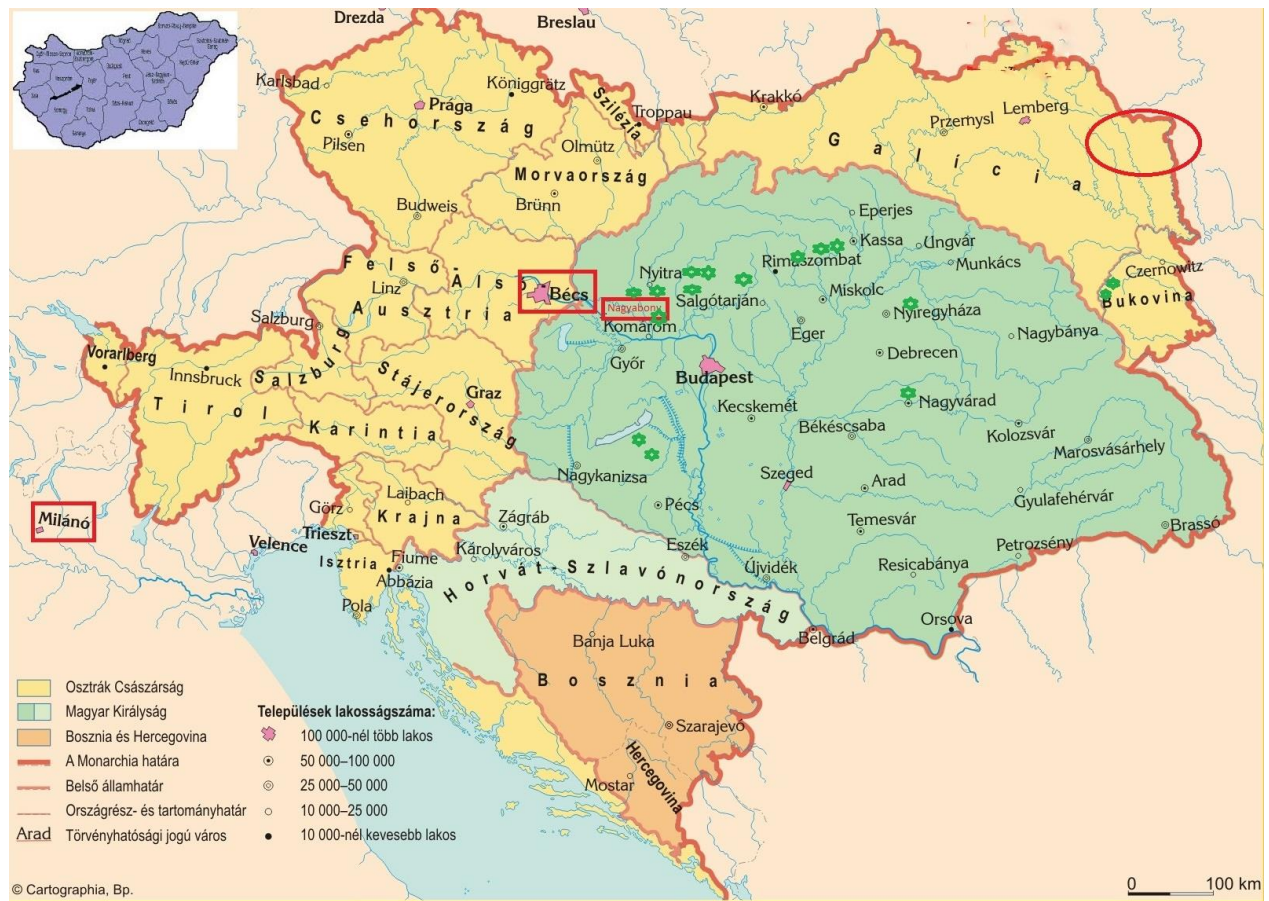 Drezda
Breslau
Karlsbad
Königgrätz
Prága
Szilézia
Troppau
Krakkó
Lemberg
Przemysl
Csehország
Pilsen
Olmütz
Galícia
Morvaország
Brünn
Budweis
Eperjes
Kassa
Ungvár
Munkács
Czernowitz
Bukovina
Felső-
Alsó-
Ausztria
Linz
Bécs
Nyitra
Rimaszombat
Nagyabony
Salgótarján
Miskolc
Nyíregyháza
Komárom
Eger
Nagybánya
Salzburg
Győr
Debrecen
Vorarlberg
Innsbruck
Salzburg
Stájerország
Budapest
Graz
Tirol
Karintia
Kecskemét
Nagyvárad
Békéscsaba
Kolozsvár
Marosvásárhely
Nagykanizsa
Szeged
Arad
Gyulafehérvár
Laibach
Görz
Krajna
Pécs
Milánó
Zágráb
Temesvár
Brassó
Trieszt
Velence
Fiume
Károlyváros
Eszék
Petrozsény
Isztria
Abbázia
Horvát-Szlavónország
Újvidék
Resicabánya
Pola
Orsova
Belgrád
Banja Luka
Bosznia
Szarajevó
Hercegovina
Mostar
Osztrák Császárság
Magyar Királyság
Bosznia és Hercegovina
A Monarchia határa
Belső államhatár
Országrész- és tartományhatár
Arad Törvényhatósági jogú város
Települések lakosságszáma:
100 000-nél több lakos
50 000–100 000
25 000–50 000
10 000–25 000
10 000-nél kevesebb lakos
© Cartographia, Bp.
0 100 km